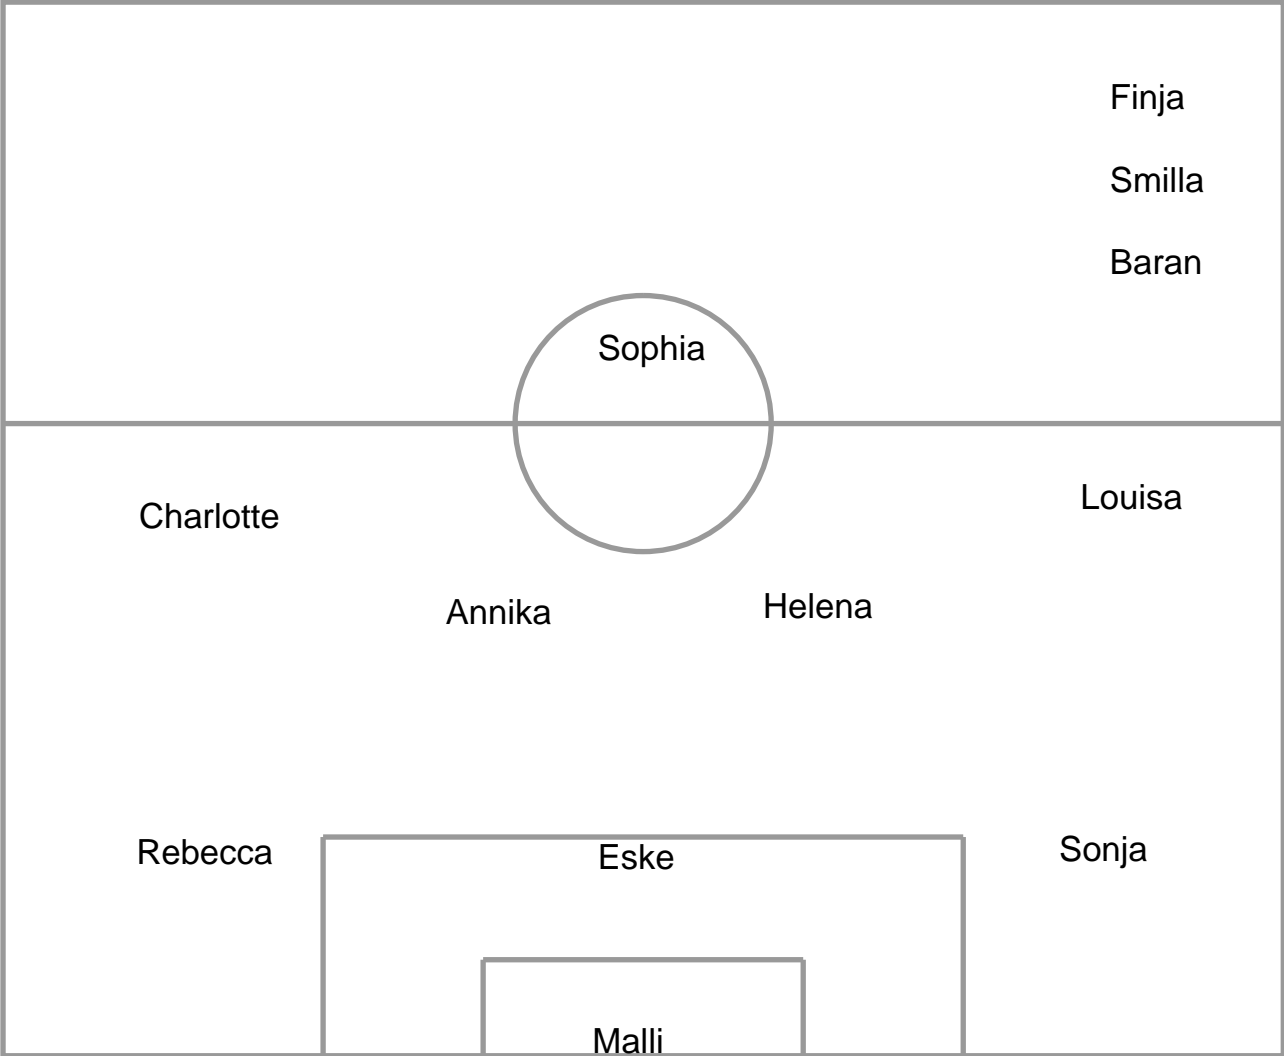 Finja
Smilla
Baran
Sophia
Charlotte
Louisa
Annika
Helena
Rebecca
Eske
Sonja
Malli